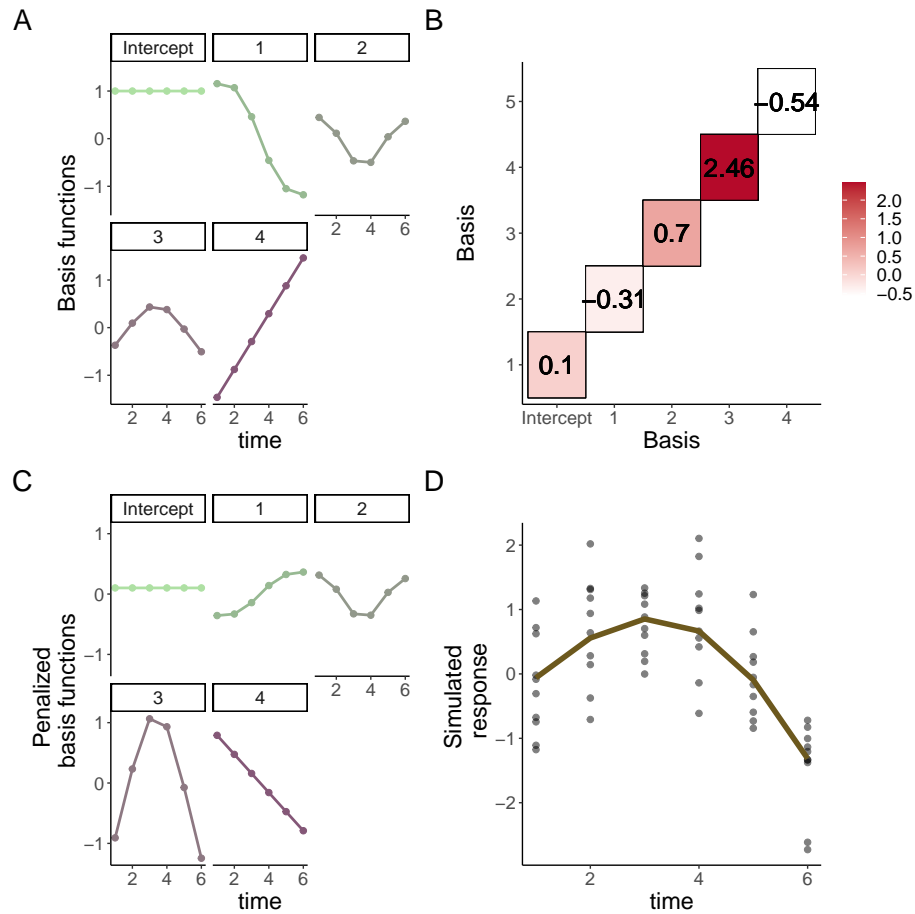 A
Intercept 1 2
1
0
−1
2 4 6
3 4
1
0
−1
2 4 6 2 4 6
time
Basis functions
B
5
4
3
2
1
−0.54
2.46
0.7
−0.31
0.1
Intercept 1 2 3 4
Basis
Basis
2.0
1.5
1.0
0.5
0.0
−0.5
C
Intercept 1 2
1
0
−1
2 4 6
3 4
1
0
−1
2 4 6 2 4 6
time
Penalized
basis functions
D
2
1
0
−1
−2
2 4 6
time
Simulated
response